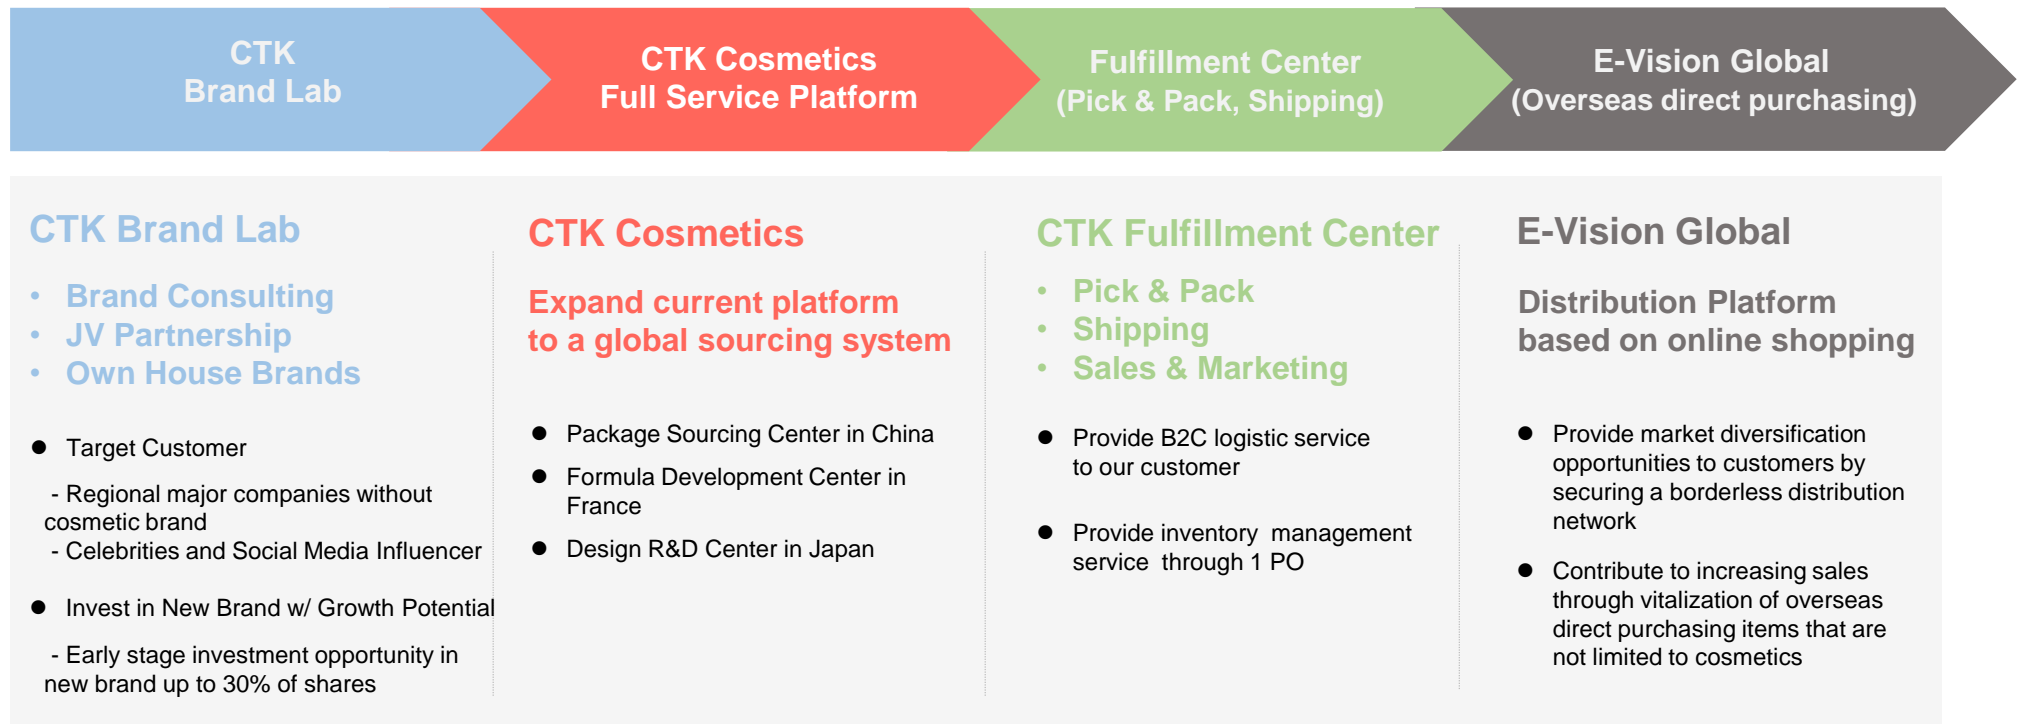 CTK
Brand Lab
CTK Cosmetics
Full Service Platform
Fulfillment Center
(Pick & Pack, Shipping)
E-Vision Global
(Overseas direct purchasing)
CTK Brand Lab
• Brand Consulting
• JV Partnership
• Own House Brands
● Target Customer
- Regional major companies without
cosmetic brand
- Celebrities and Social Media Influencer
● Invest in New Brand w/ Growth Potential
- Early stage investment opportunity in
new brand up to 30% of shares
CTK Cosmetics
Expand current platform
to a global sourcing system
● Package Sourcing Center in China
● Formula Development Center in
France
● Design R&D Center in Japan
CTK Fulfillment Center
• Pick & Pack
• Shipping
• Sales & Marketing
● Provide B2C logistic service
to our customer
● Provide inventory management
service through 1 PO
E-Vision Global
Distribution Platform
based on online shopping
● Provide market diversification
opportunities to customers by
securing a borderless distribution
network
● Contribute to increasing sales
through vitalization of overseas
direct purchasing items that are
not limited to cosmetics